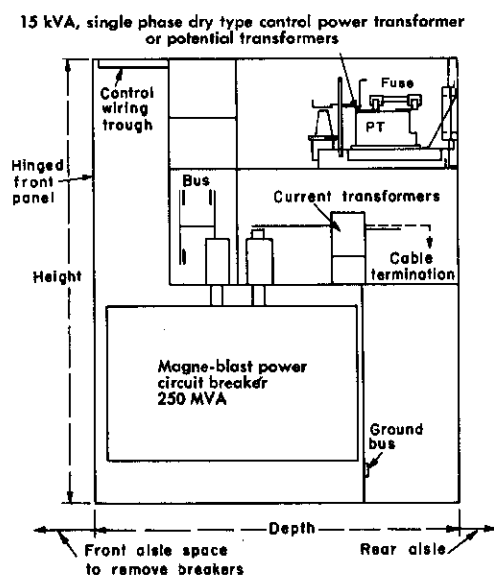 15 kVA, single phase dry type control power transformer
or potential transformers
Control
wiring
trough
Fuse
PT
Hinged
front
panel
Bus
Current transformers
Cable
termination
Height
Magne-blast power
circuit breaker
250 MVA
Ground
bus
Depth
Front aisle space
to remove breakers
Rear aisle